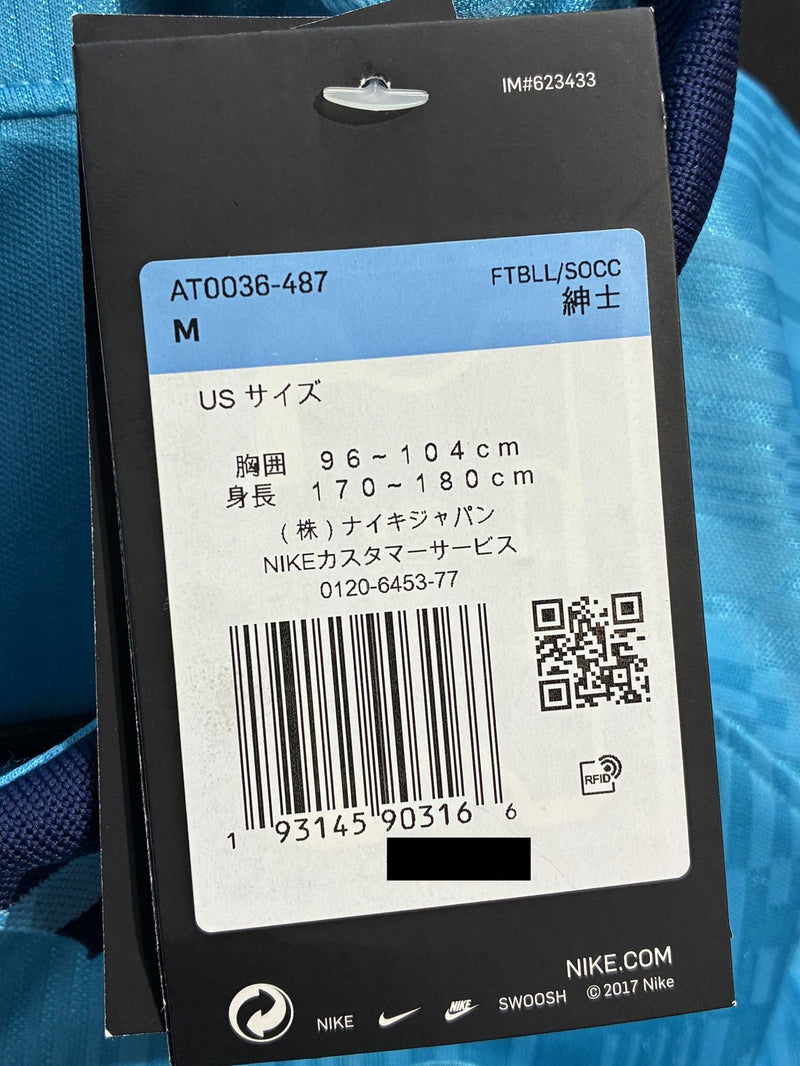 IM#623433
AT0036-487
FTBLL/SOCC
M
紳士
US サイズ
胸囲 96~104cm
身長 170~180cm
(株)ナイキジャパン
NIKEカスタマーサービス
0120-6453-77
RFID
1 93145 90316 6
NIKE.COM
NIKE NIKE SWOOSH ©2017 Nike